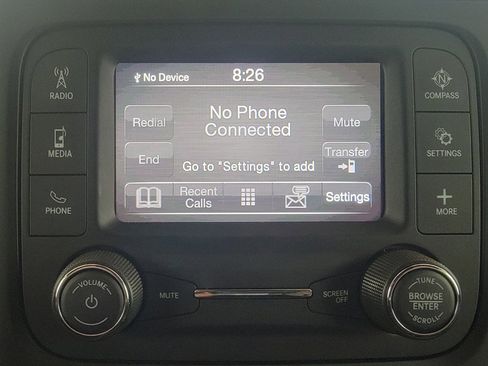 No Device
8:26
RADIO
No Phone
Connected
COMPASS
Redial
Mute
MEDIA
SETTINGS
End
Go to "Settings" to add
Transfer
PHONE
Recent
Calls
Settings
MORE
VOLUME
MUTE
SCREEN
OFF
TUNE
BROWSE
ENTER
SCROLL